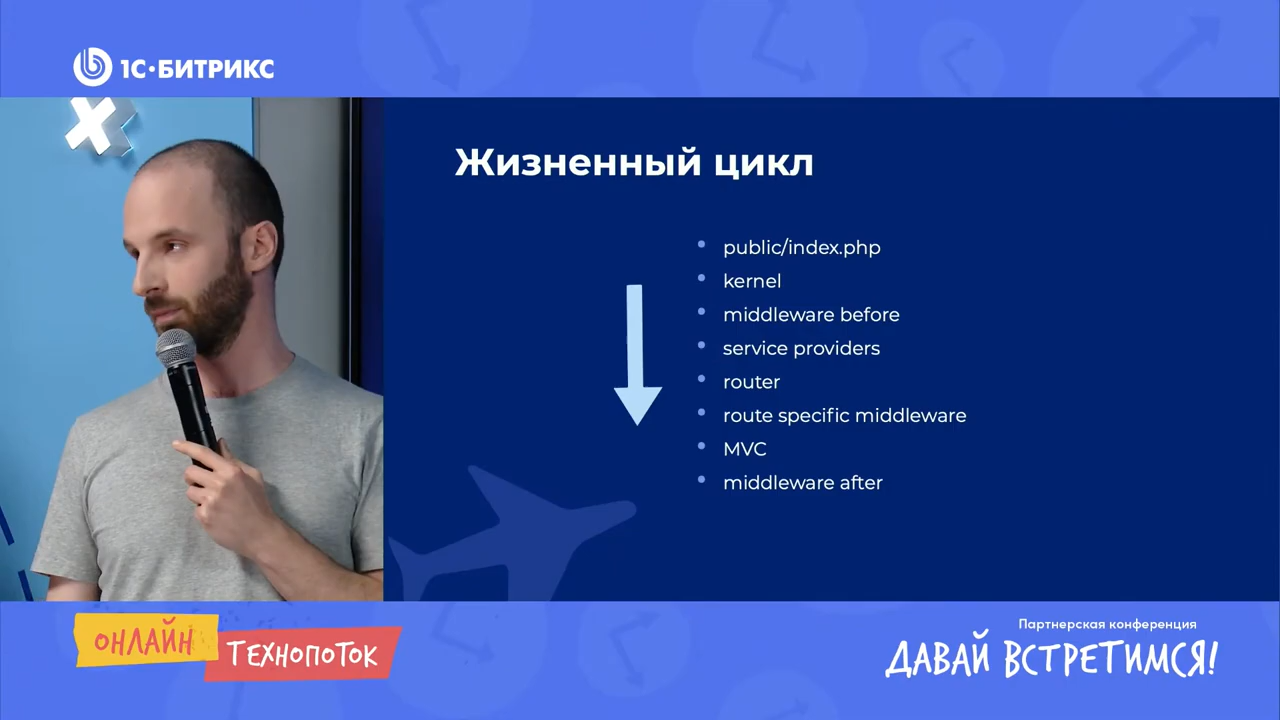 1С•БИТРИКС
Жизненный цикл
public/index.php
kernel
middleware before
service providers
router
route specific middleware
MVC
middleware after
ОНЛАЙН
ТЕХНОПОТОК
Партнерская конференция
ДАВАЙ ВСТРЕТИМСЯ!